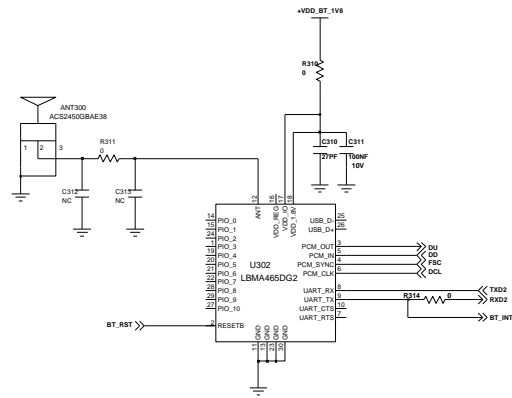 +VDD_BT_1V8
R310
0
ANT300
ACS2450GBAE38
1 2 3
R311
0
C310
27PF
C311
100NF
10V
C312
NC
C313
NC
12 16 17 18
ANT
VDD_REG
VDD_IO
VDD_1.8V
U302
LBMA465DG2
14 PIO_0
15 PIO_1
24 PIO_2
1 PIO_3
19 PIO_4
20 PIO_5
21 PIO_6
22 PIO_7
28 PIO_8
29 PIO_9
27 PIO_10
BT_RST 2 RESETB
USB_D- 25
USB_D+ 26
PCM_OUT 3 DU
PCM_IN 5 DD
PCM_SYNC 4 FSC
PCM_CLK 6 DCL
UART_RX 8 TXD2
UART_TX 9 R314 0 RXD2
UART_CTS 10
UART_RTS 7
BT_INT
GND GND GND GND
11 13 23 30